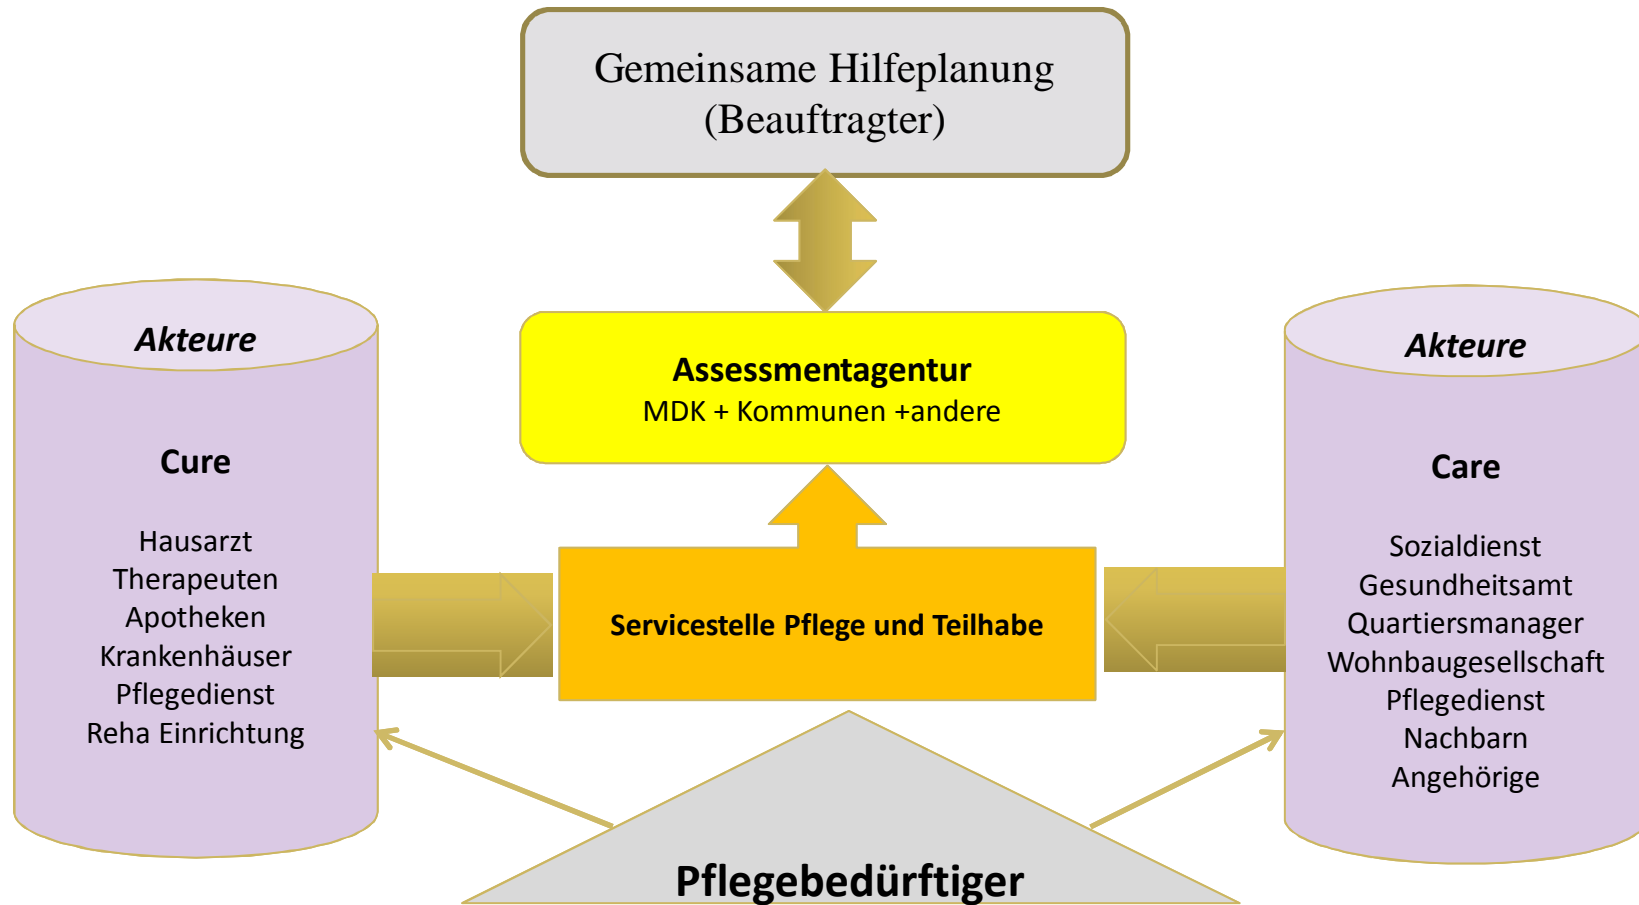 Gemeinsame Hilfeplanung
(Beauftragter)
Akteure
Cure
Hausarzt
Therapeuten
Apotheken
Krankenhäuser
Pflegedienst
Reha Einrichtung
Assessmentagentur
MDK + Kommunen +andere
Servicestelle Pflege und Teilhabe
Akteure
Care
Sozialdienst
Gesundheitsamt
Quartiersmanager
Wohnbaugesellschaft
Pflegedienst
Nachbarn
Angehörige
Pflegebedürftiger